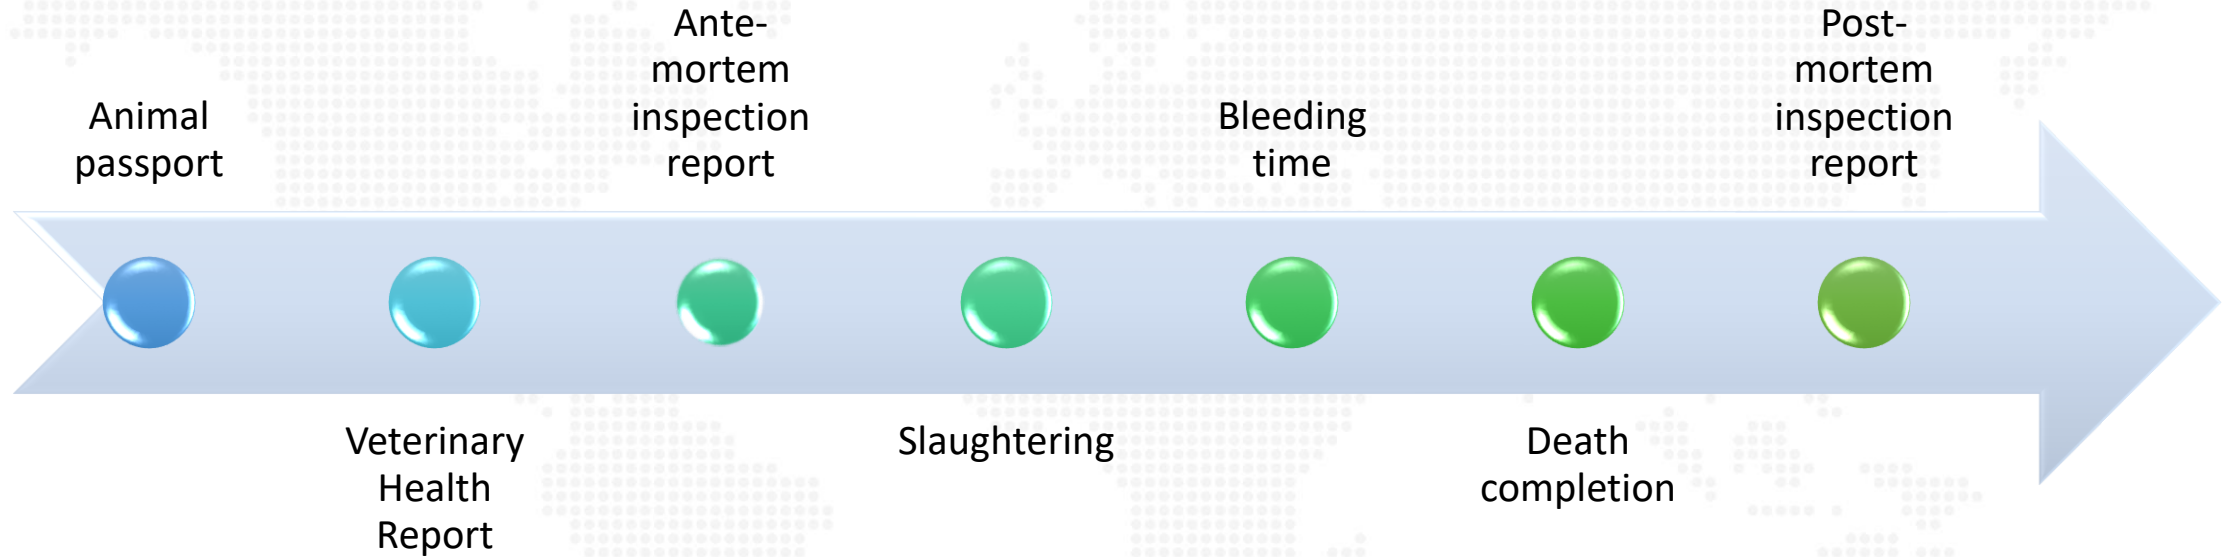 Animal
passport
Veterinary
Health
Report
Ante-
mortem
inspection
report
Slaughtering
Bleeding
time
Death
completion
Post-
mortem
inspection
report